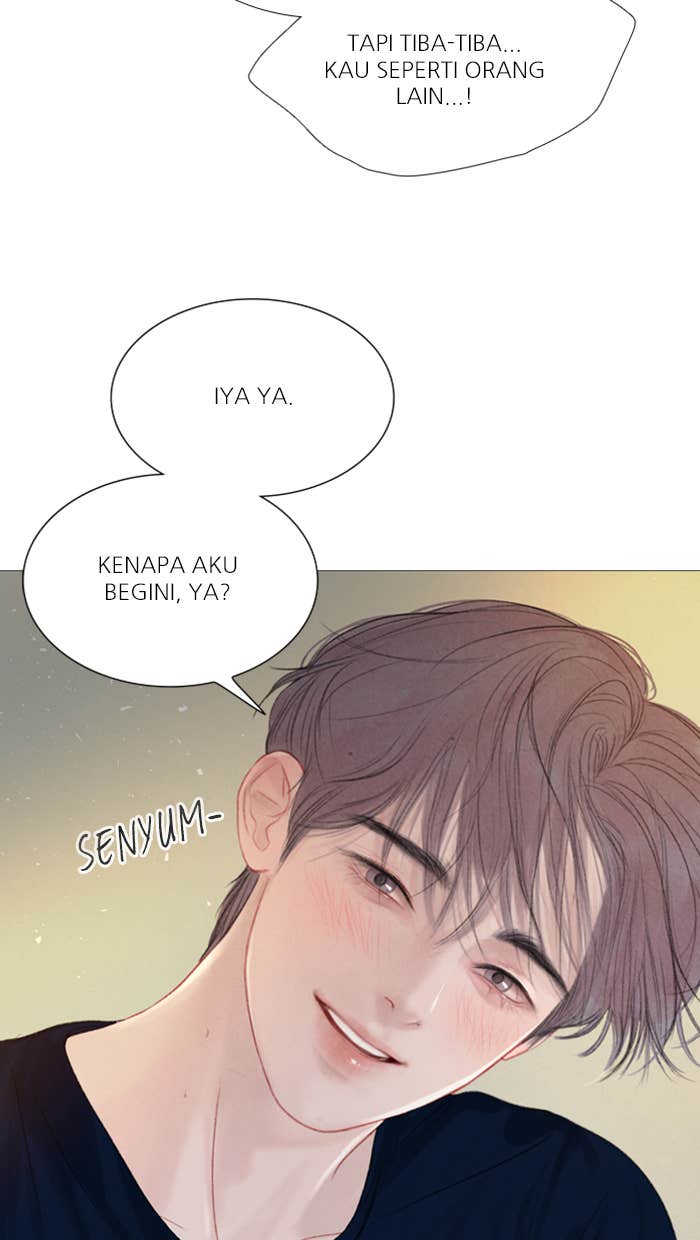 TAPI TIBA-TIBA...
KAU SEPERTI ORANG
LAIN...!
IYA YA.
KENAPA AKU
BEGINI, YA?
SENYUM-